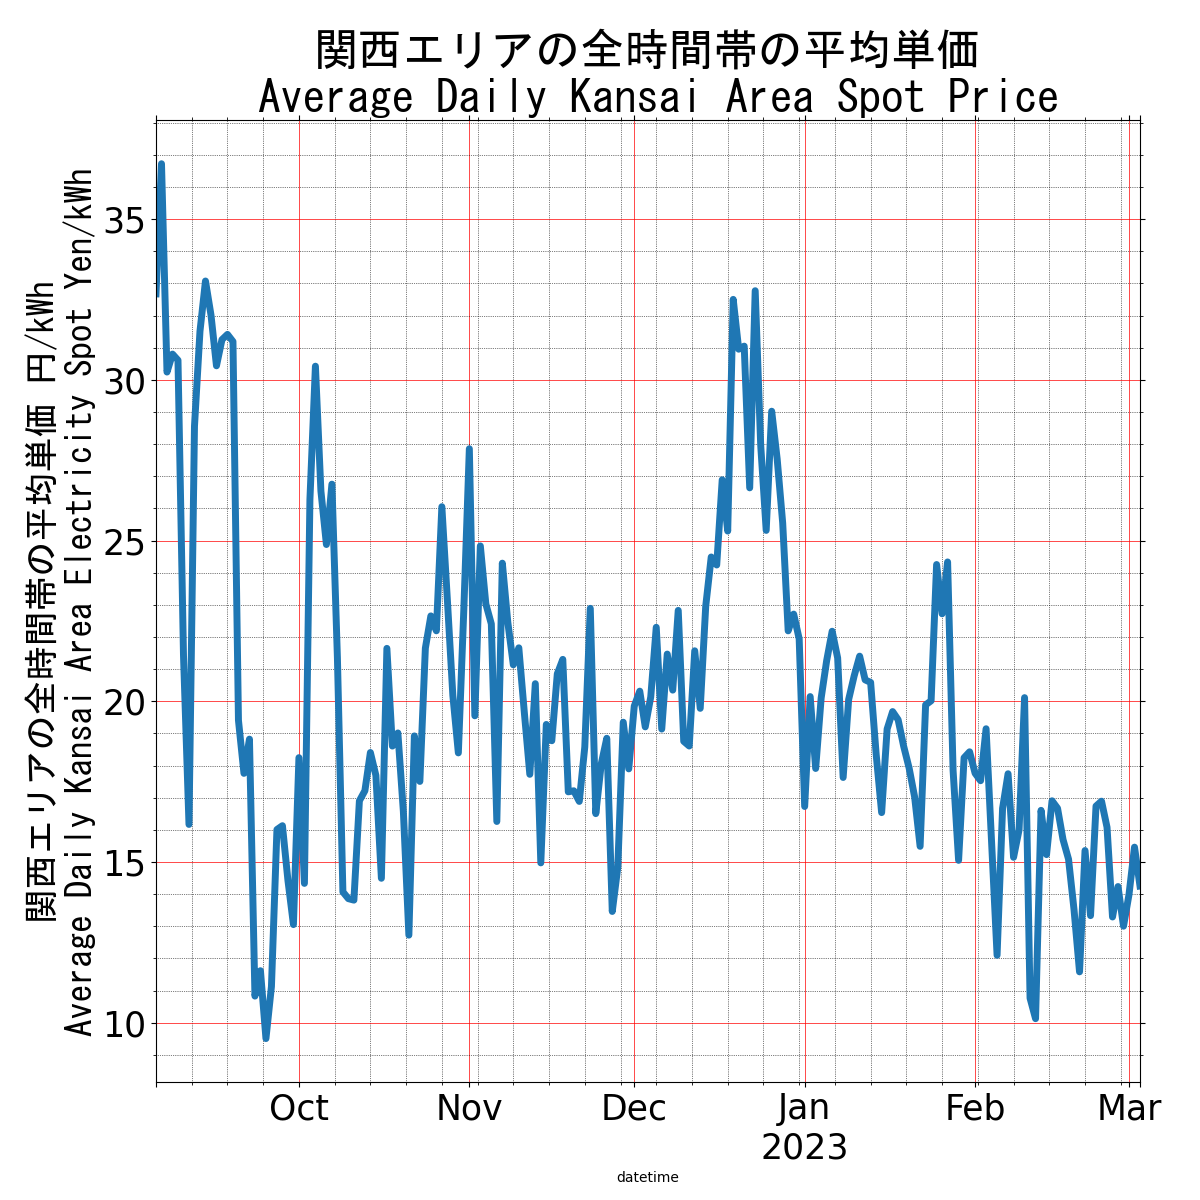 関西エリアの全時間帯の平均単価
Average Daily Kansai Area Spot Price
関西エリアの全時間帯の平均単価 円/kWh
Average Daily Kansai Area Electricity Spot Yen/kWh
35
30
25
20
15
10
Oct Nov Dec Jan Feb Mar
2023
datetime